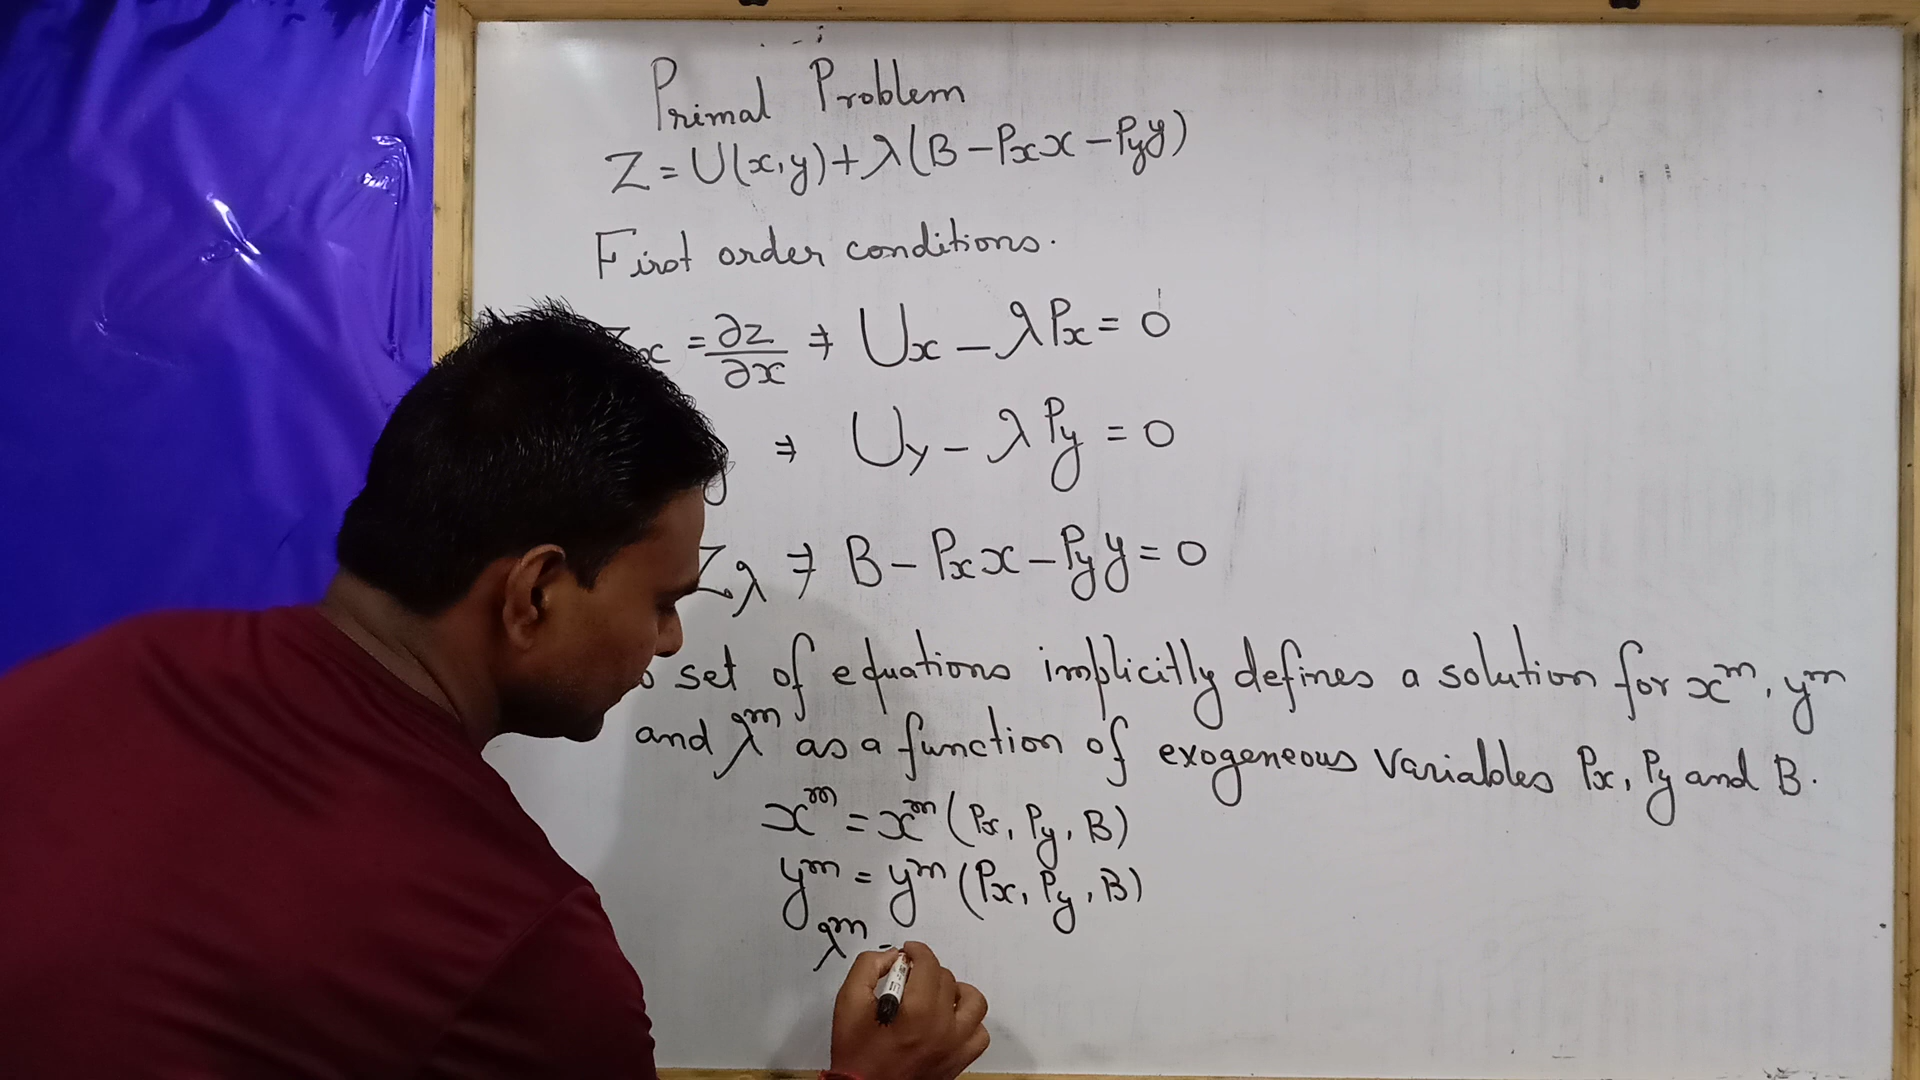 Primal Problem
Z = U(x,y) + λ(B - Pxx - Pyy)
First order conditions.
x = ∂z/∂x ⇒ Ux - λPx = 0
⇒ Uy - λPy = 0
Zλ ⇒ B - Pxx - Pyy = 0
set of equations implicitly defines a solution for xᵐ, yᵐ
and λᵐ as a function of exogeneous variables Px, Py and B.
xᵐ = xᵐ (Px, Py, B)
yᵐ = yᵐ (Px, Py, B)
λᵐ =